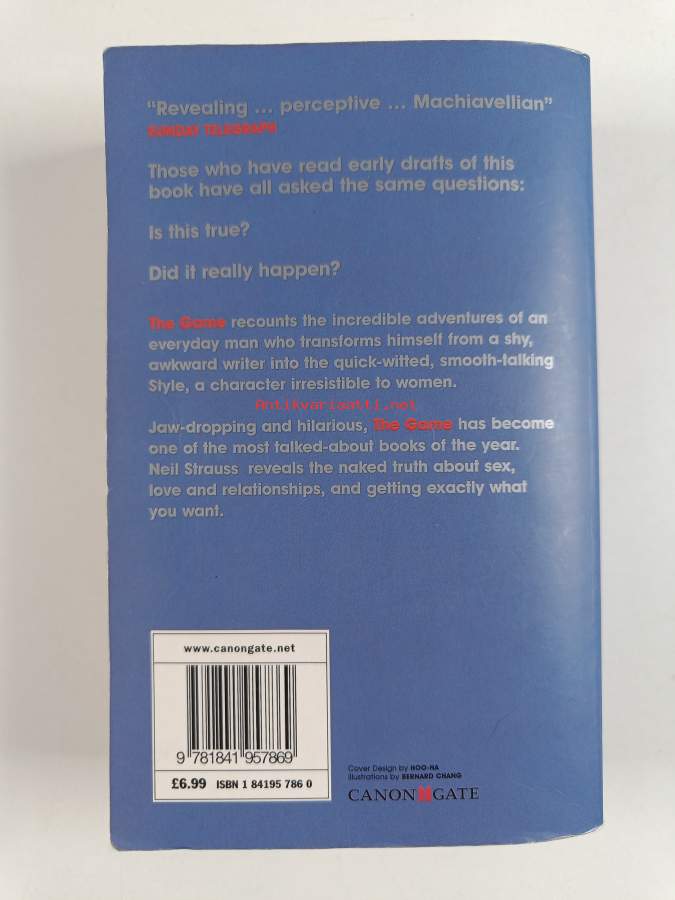 "Revealing ... perceptive ... Machiavellian"
SUNDAY TELEGRAPH
Those who have read early drafts of this
book have all asked the same questions:
Is this true?
Did it really happen?
The Game recounts the incredible adventures of an
everyday man who transforms himself from a shy,
awkward writer into the quick-witted, smooth-talking
Style, a character irresistible to women.
Antikvariaatti.net
Jaw-dropping and hilarious, The Game has become
one of the most talked-about books of the year.
Neil Strauss reveals the naked truth about sex,
love and relationships, and getting exactly what
you want.
www.canongate.net
9 781841 957869
£6.99 ISBN 1 84195 786 0
Cover Design by HOO-HA
Illustrations by BERNARD CHANG
CANONGATE